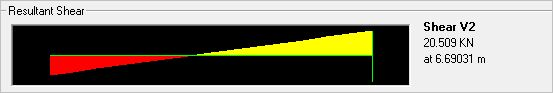 Resultant Shear
Shear V2
20.509 KN
at 6.69031 m